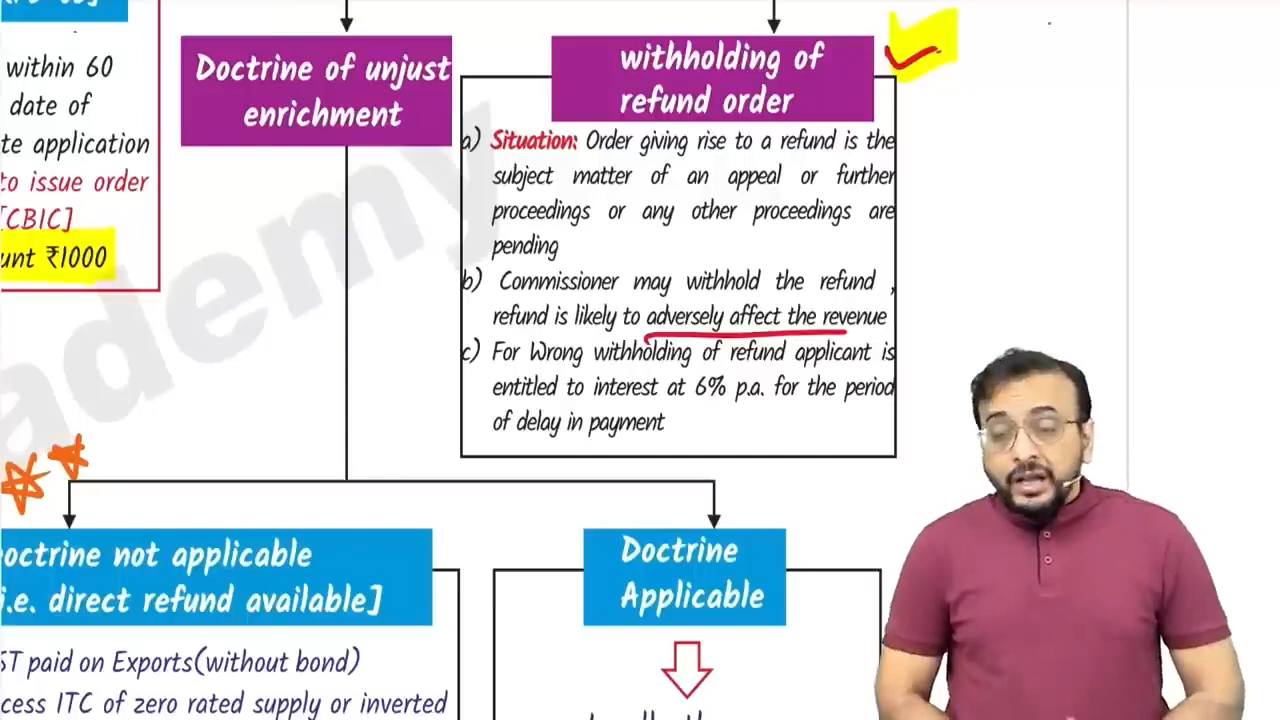 within 60
date of
te application
to issue order
[CBIC]
unt ₹1000
Doctrine of unjust
enrichment
withholding of
refund order
a) Situation: Order giving rise to a refund is the
subject matter of an appeal or further
proceedings or any other proceedings are
pending
b) Commissioner may withhold the refund ,
refund is likely to adversely affect the revenue
c) For Wrong withholding of refund applicant is
entitled to interest at 6% p.a. for the period
of delay in payment
ademy
octrine not applicable
i.e. direct refund available]
ST paid on Exports(without bond)
cess ITC of zero rated supply or inverted
Doctrine
Applicable